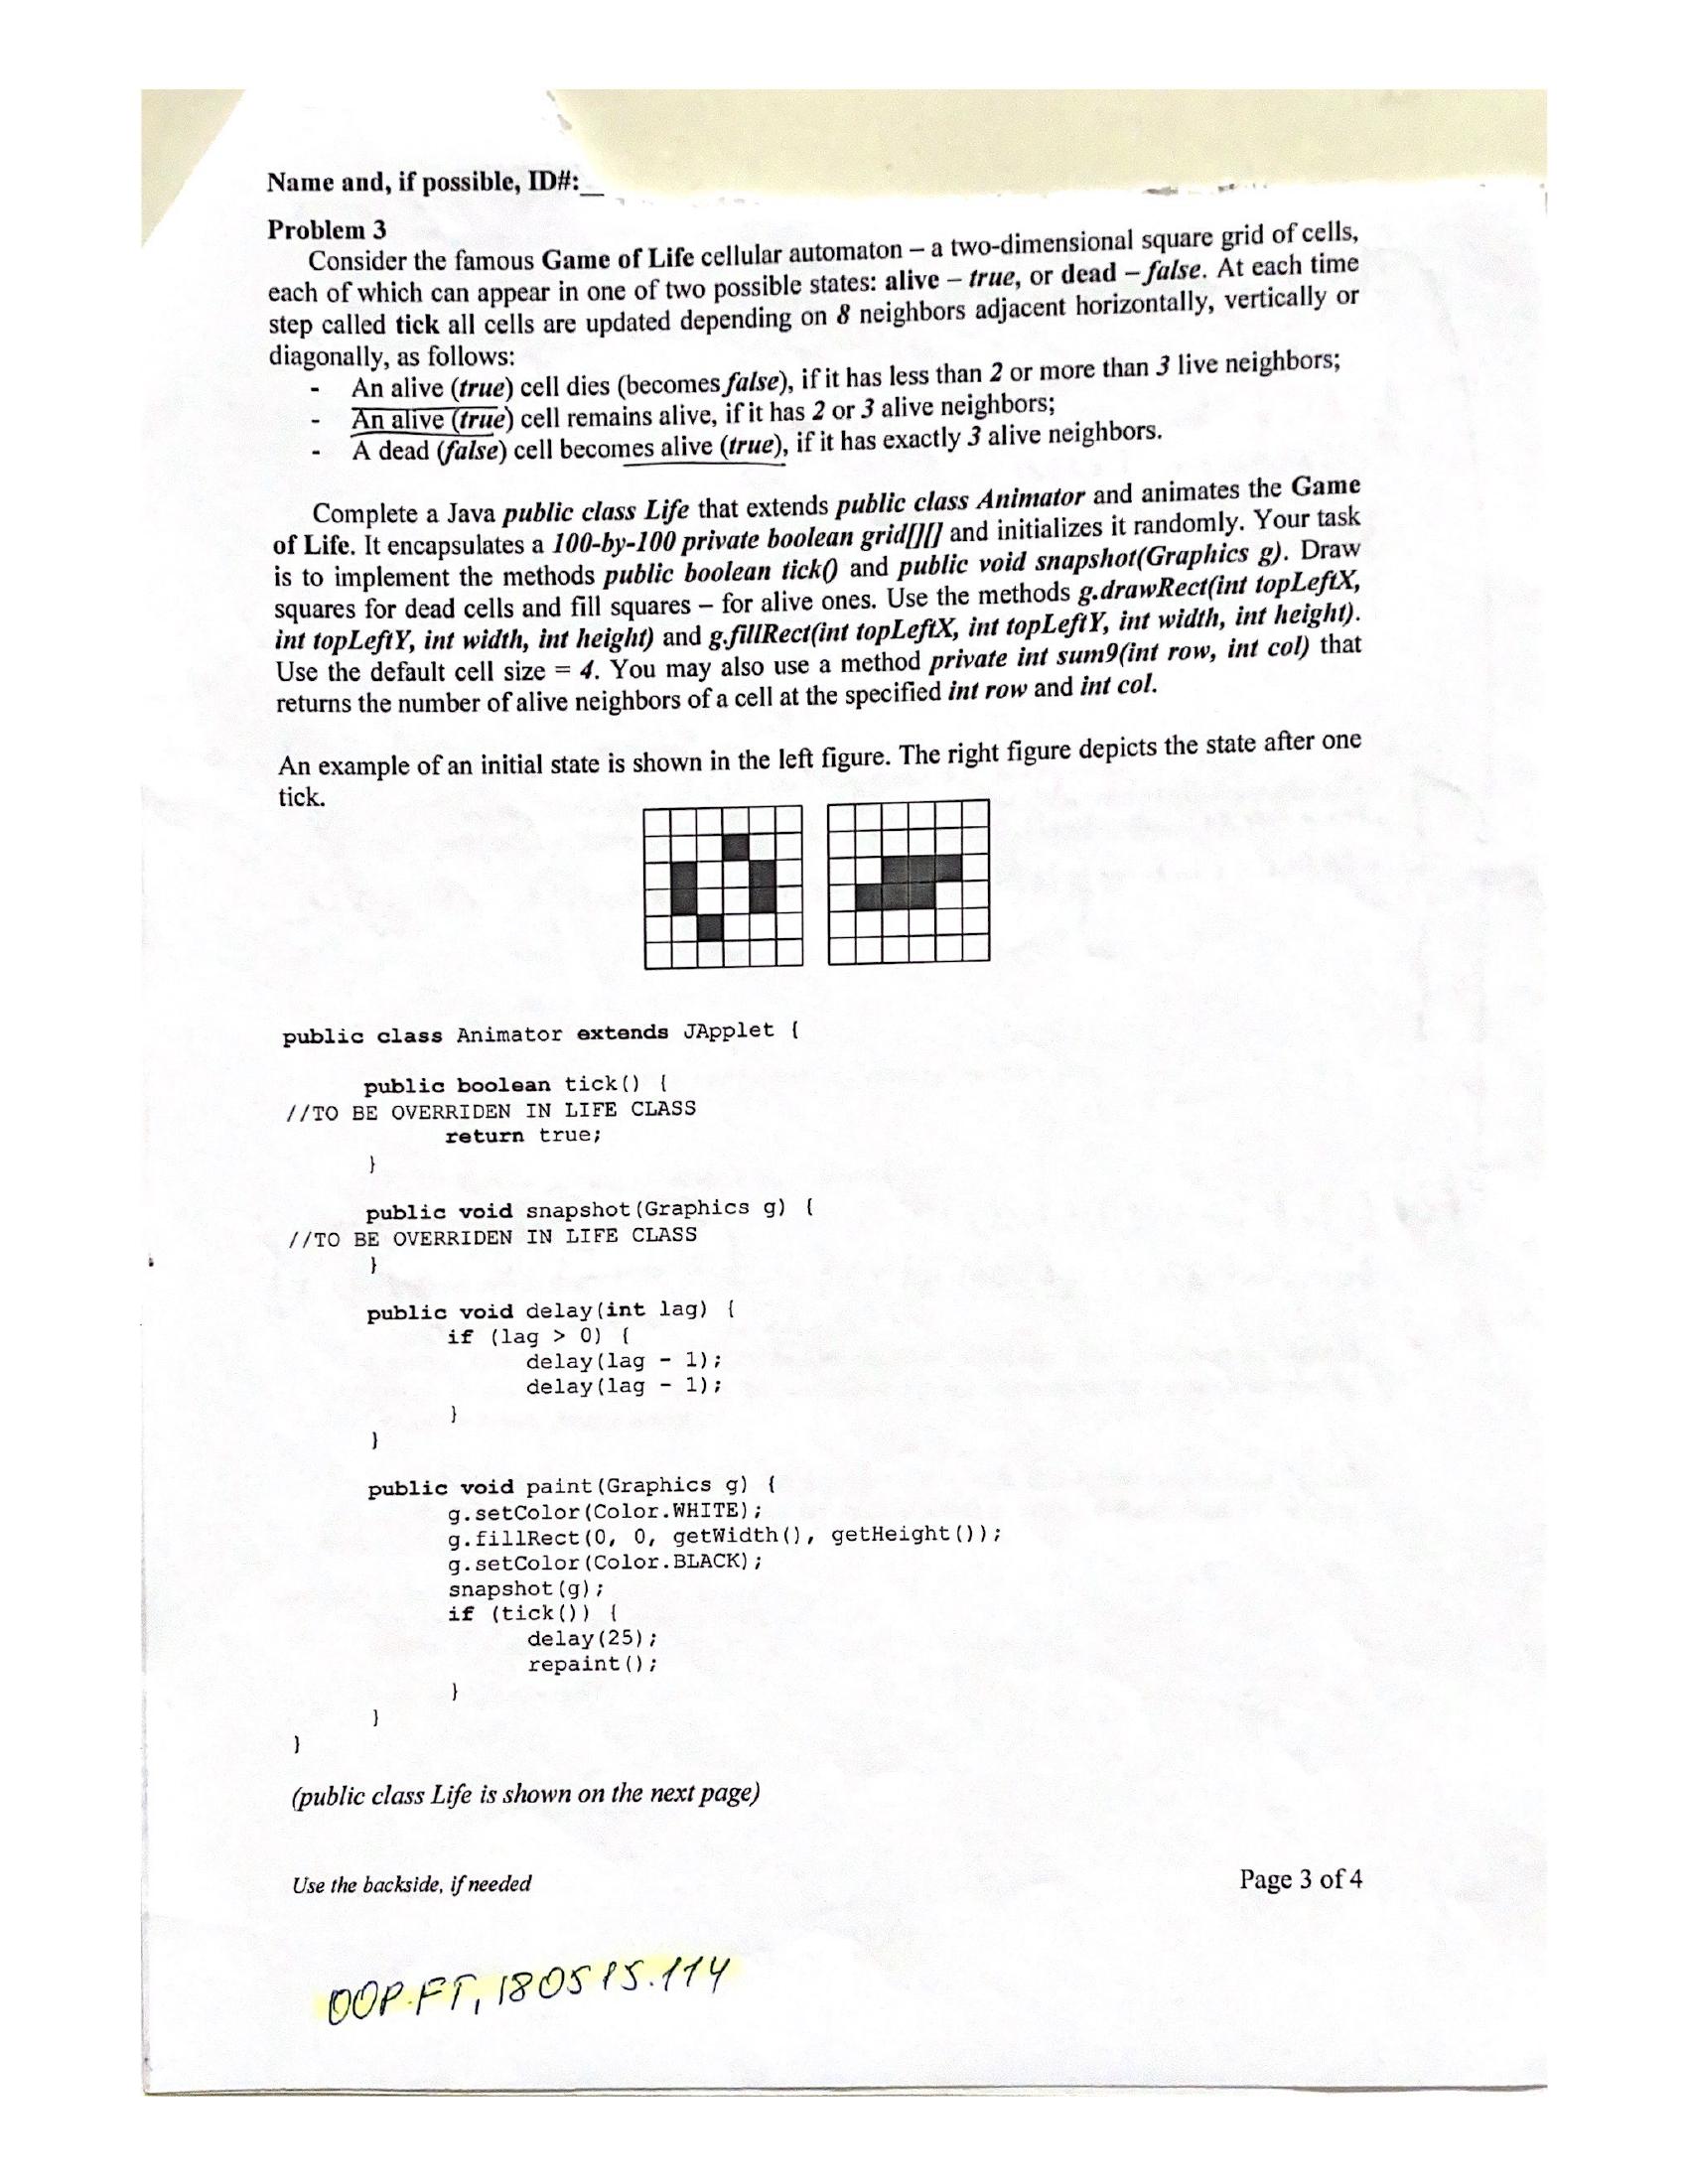 Name and, if possible, ID#:_
Problem 3
Consider the famous Game of Life cellular automaton – a two-dimensional square grid of cells,
each of which can appear in one of two possible states: alive – true, or dead – false. At each time
step called tick all cells are updated depending on 8 neighbors adjacent horizontally, vertically or
diagonally, as follows:
- An alive (true) cell dies (becomes false), if it has less than 2 or more than 3 live neighbors;
- An alive (true) cell remains alive, if it has 2 or 3 alive neighbors;
- A dead (false) cell becomes alive (true), if it has exactly 3 alive neighbors.
Complete a Java public class Life that extends public class Animator and animates the Game
of Life. It encapsulates a 100-by-100 private boolean grid[][] and initializes it randomly. Your task
is to implement the methods public boolean tick() and public void snapshot(Graphics g). Draw
squares for dead cells and fill squares – for alive ones. Use the methods g.drawRect(int topLeftX,
int topLeftY, int width, int height) and g.fillRect(int topLeftX, int topLeftY, int width, int height).
Use the default cell size = 4. You may also use a method private int sum9(int row, int col) that
returns the number of alive neighbors of a cell at the specified int row and int col.
An example of an initial state is shown in the left figure. The right figure depicts the state after one
tick.
public class Animator extends JApplet {
public boolean tick() {
//TO BE OVERRIDEN IN LIFE CLASS
return true;
}
public void snapshot(Graphics g) {
//TO BE OVERRIDEN IN LIFE CLASS
}
public void delay(int lag) {
if (lag > 0) {
delay(lag - 1);
delay(lag - 1);
}
}
public void paint(Graphics g) {
g.setColor(Color.WHITE);
g.fillRect(0, 0, getWidth(), getHeight());
g.setColor(Color.BLACK);
snapshot(g);
if (tick()) {
delay(25);
repaint();
}
}
}
(public class Life is shown on the next page)
Use the backside, if needed
Page 3 of 4
OOP.FT, 180515.114